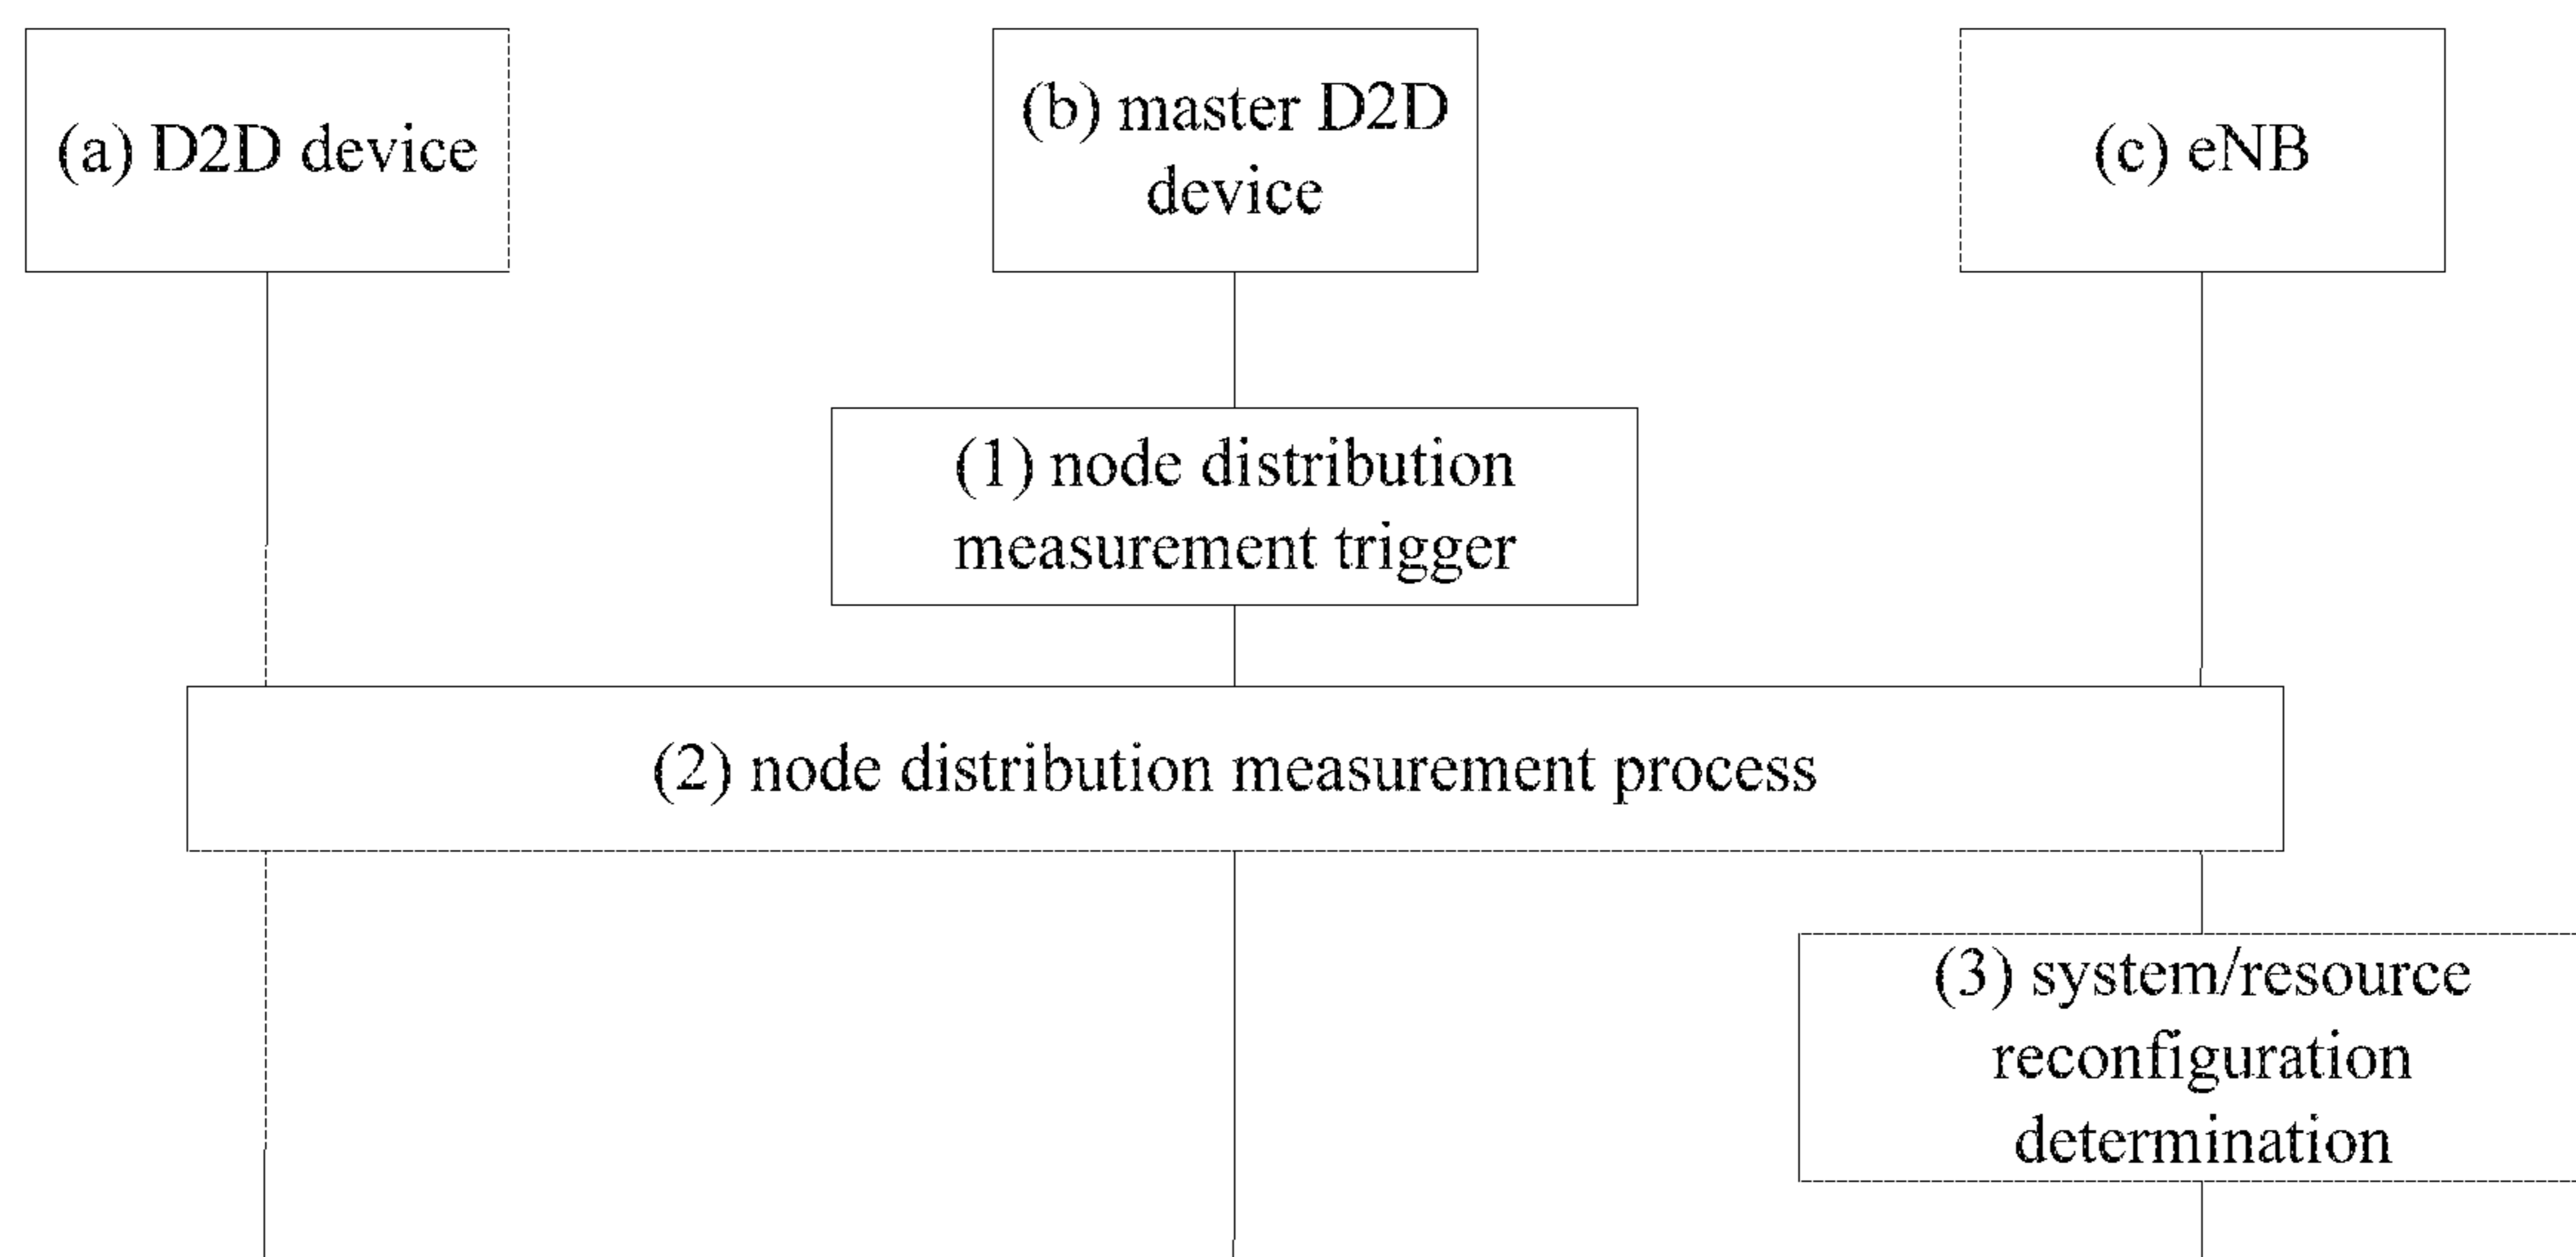 (a) D2D device
(b) master D2D
device
(c) eNB
(1) node distribution
measurement trigger
(2) node distribution measurement process
(3) system/resource
reconfiguration
determination